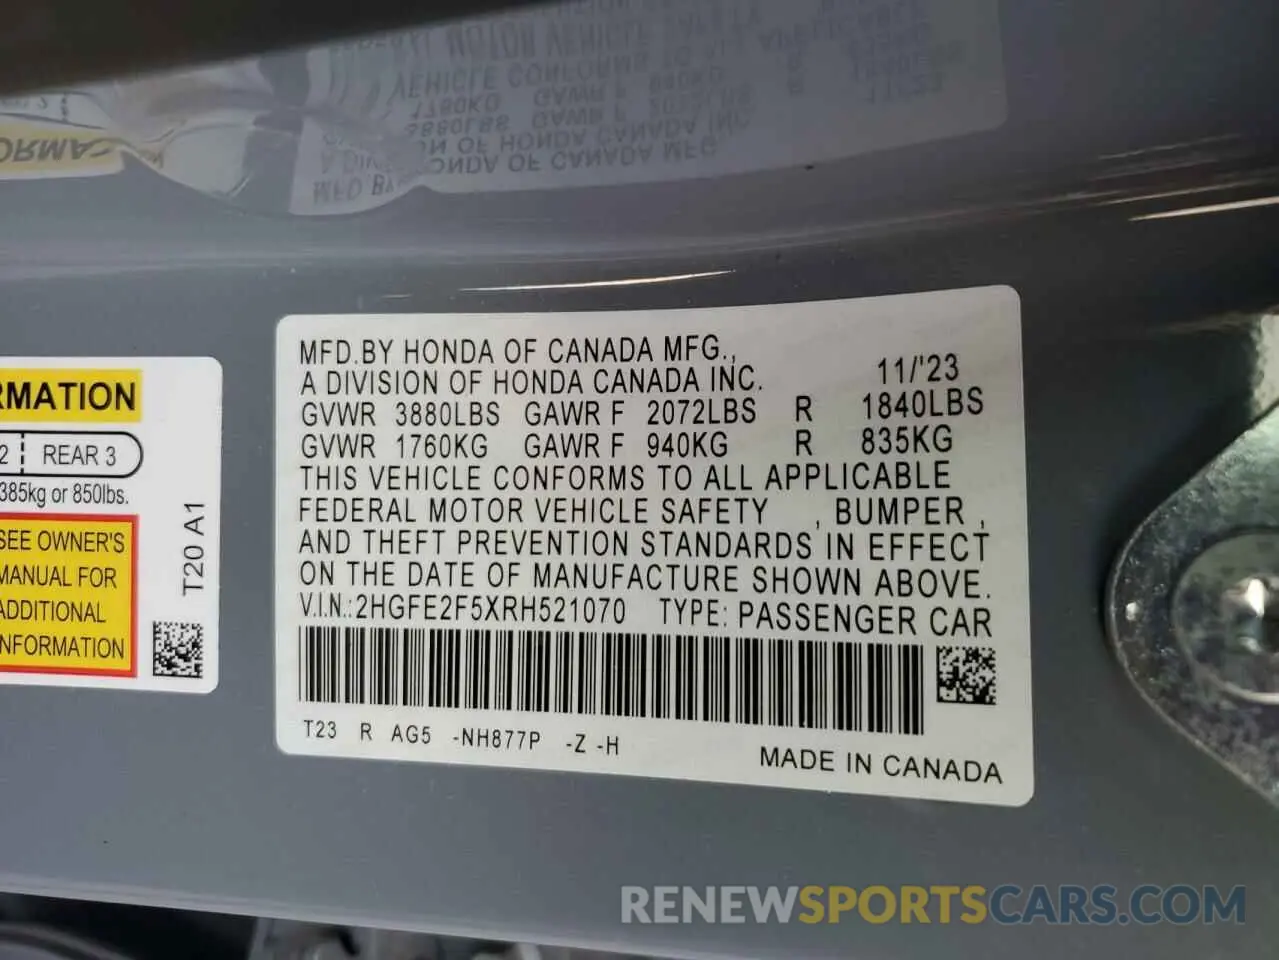 MFD.BY HONDA OF CANADA MFG.,
A DIVISION OF HONDA CANADA INC. 11/'23
GVWR 3880LBS GAWR F 2072LBS R 1840LBS
GVWR 1760KG GAWR F 940KG R 835KG
THIS VEHICLE CONFORMS TO ALL APPLICABLE
FEDERAL MOTOR VEHICLE SAFETY , BUMPER ,
AND THEFT PREVENTION STANDARDS IN EFFECT
ON THE DATE OF MANUFACTURE SHOWN ABOVE.
V.I.N.:2HGFE2F5XRH521070 TYPE: PASSENGER CAR
T23 R AG5 -NH877P -Z -H
MADE IN CANADA
RMATION
2 REAR 3
385kg or 850lbs.
SEE OWNER'S
MANUAL FOR
ADDITIONAL
INFORMATION
T20 A1
RENEWSPORTSCARS.COM